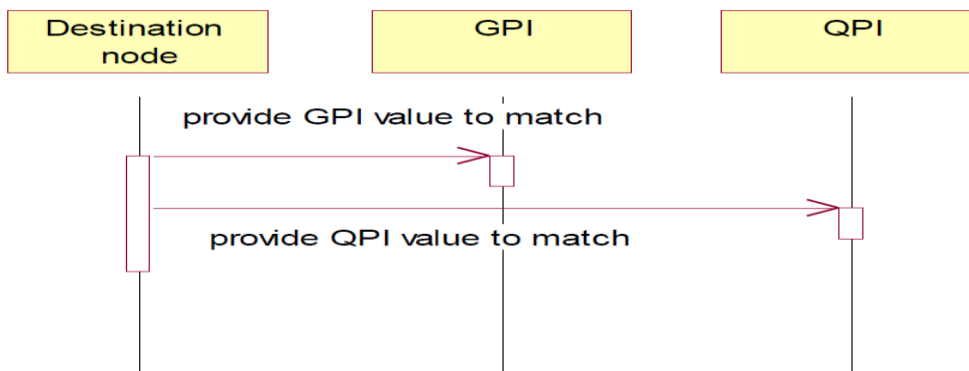 Destination
node
GPI
QPI
provide GPI value to match
provide QPI value to match